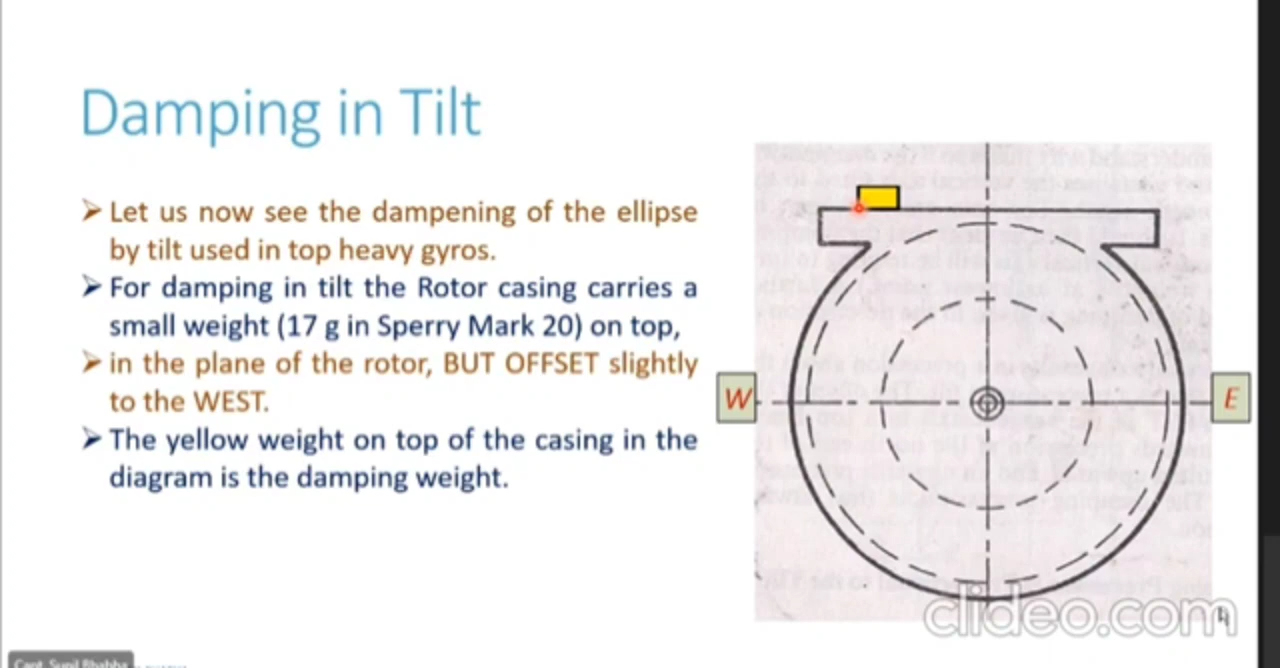 Damping in Tilt
➢ Let us now see the dampening of the ellipse
by tilt used in top heavy gyros.
➢ For damping in tilt the Rotor casing carries a
small weight (17 g in Sperry Mark 20) on top,
➢ in the plane of the rotor, BUT OFFSET slightly
to the WEST.
➢ The yellow weight on top of the casing in the
diagram is the damping weight.
W
E
clideo.com
Capt. Sunil Bhabha